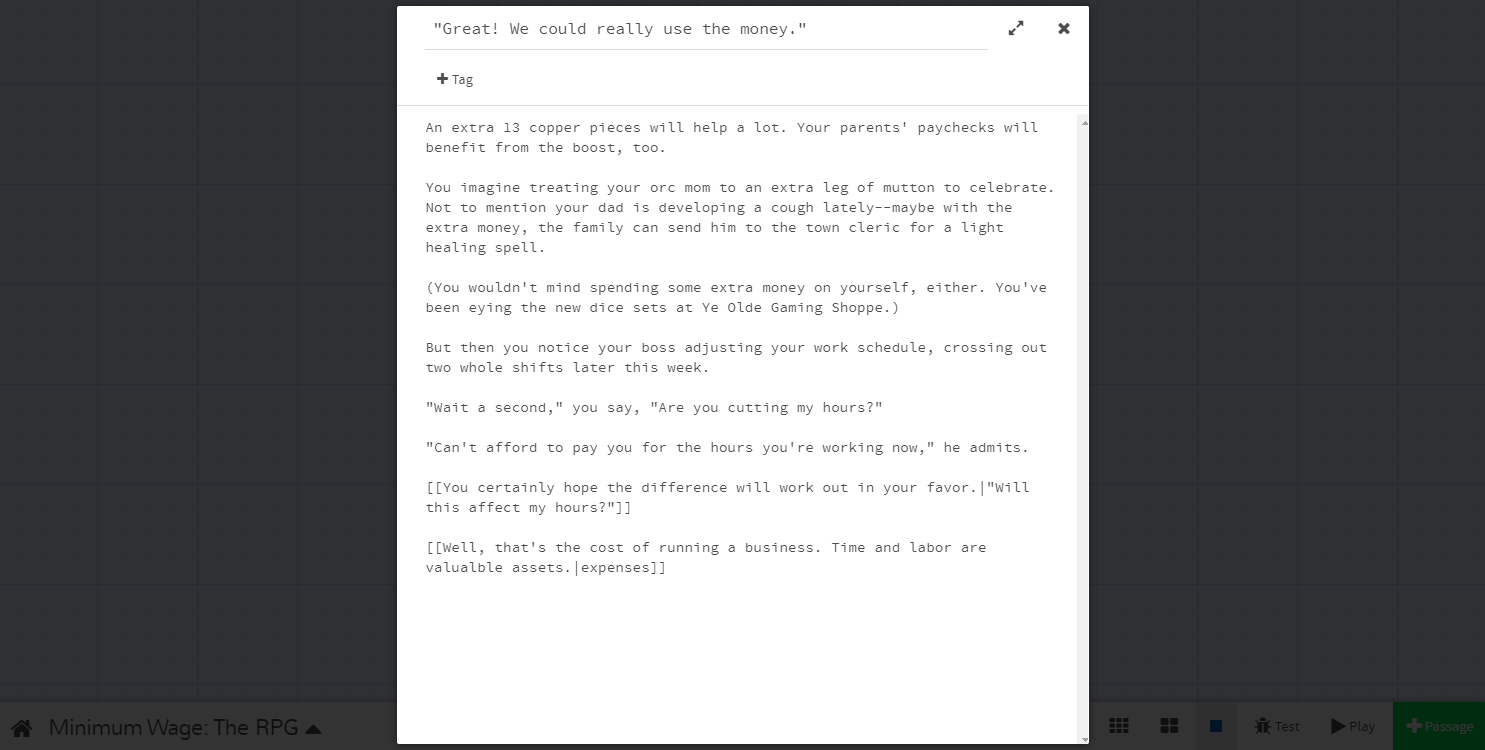 "Great! We could really use the money."
Tag
An extra 13 copper pieces will help a lot. Your parents' paychecks will
benefit from the boost, too.
You imagine treating your orc mom to an extra leg of mutton to celebrate.
Not to mention your dad is developing a cough lately--maybe with the
extra money, the family can send him to the town cleric for a light
healing spell.
(You wouldn't mind spending some extra money on yourself, either. You've
been eying the new dice sets at Ye Olde Gaming Shoppe.)
But then you notice your boss adjusting your work schedule, crossing out
two whole shifts later this week.
"Wait a second," you say, "Are you cutting my hours?"
"Can't afford to pay you for the hours you're working now," he admits.
[[You certainly hope the difference will work out in your favor.|"Will
this affect my hours?"]]
[[Well, that's the cost of running a business. Time and labor are
valualble assets.|expenses]]
Minimum Wage: The RPG
Test
Play
Passage